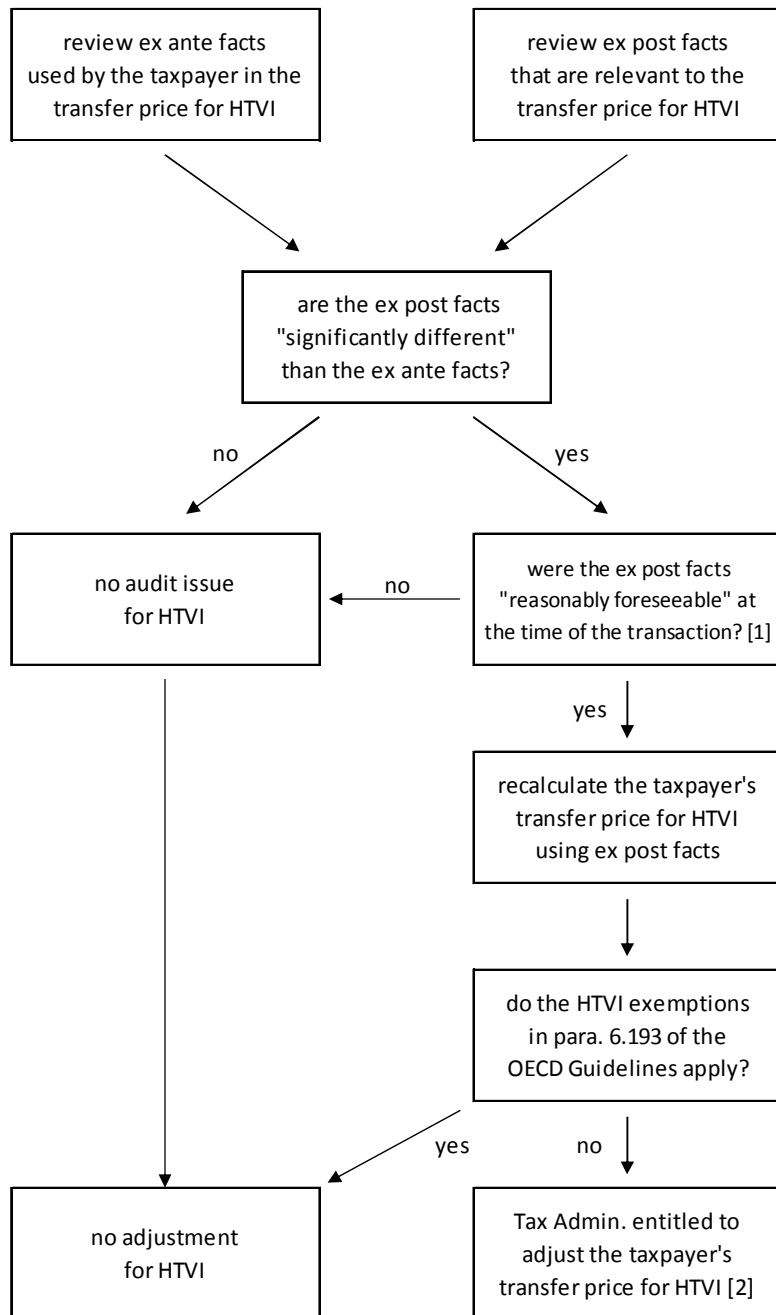 review ex ante facts
used by the taxpayer in the
transfer price for HTVI
review ex post facts
that are relevant to the
transfer price for HTVI
are the ex post facts
"significantly different"
than the ex ante facts?
no
yes
no audit issue
for HTVI
no
were the ex post facts
"reasonably foreseeable" at
the time of the transaction? [1]
yes
recalculate the taxpayer's
transfer price for HTVI
using ex post facts
do the HTVI exemptions
in para. 6.193 of the
OECD Guidelines apply?
yes
no
no adjustment
for HTVI
Tax Admin. entitled to
adjust the taxpayer's
transfer price for HTVI [2]